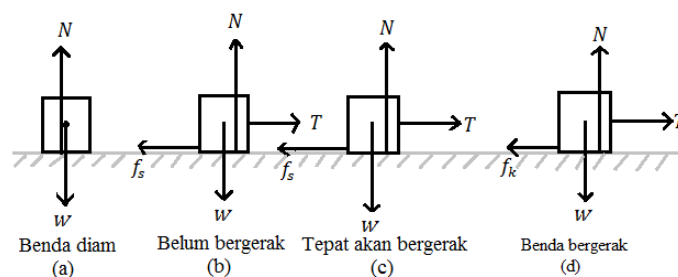 N N N N
T T T
f_s f_s f_k
w w w w
Benda diam Belum bergerak Tepat akan bergerak Benda bergerak
(a) (b) (c) (d)